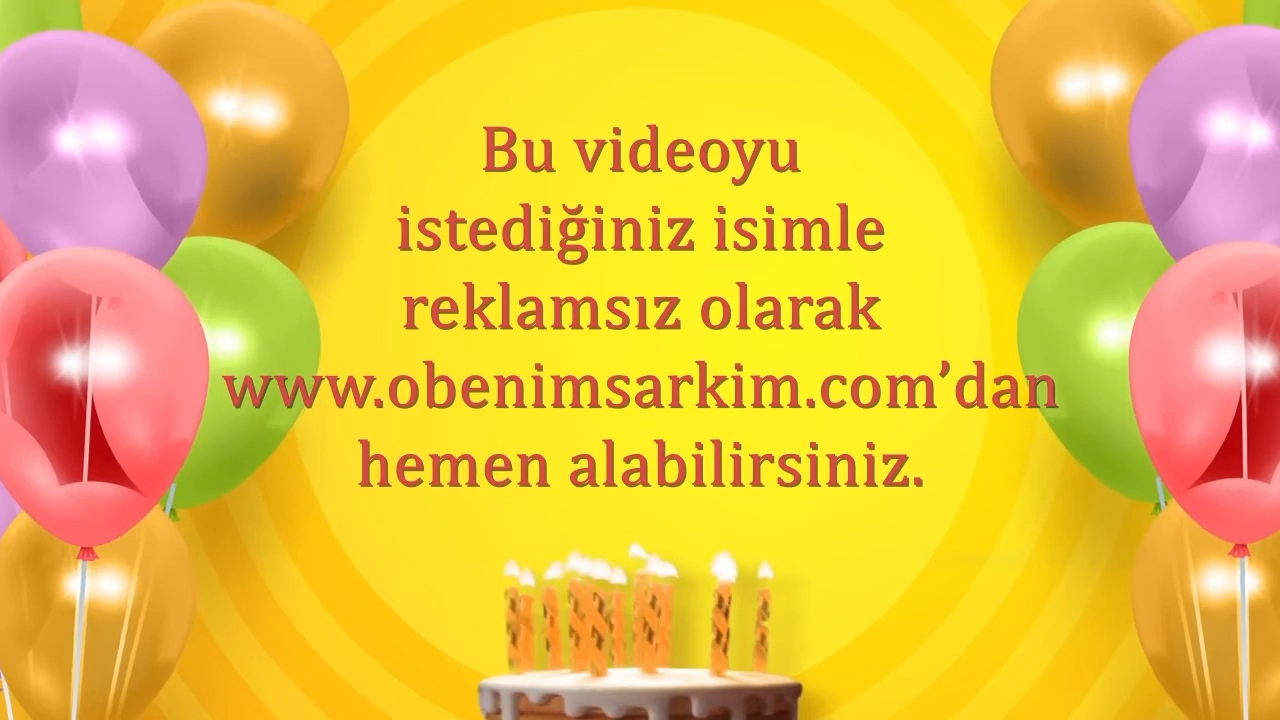 Bu videoyu
istediğiniz isimle
reklamsız olarak
www.obenimsarkim.com’dan
hemen alabilirsiniz.